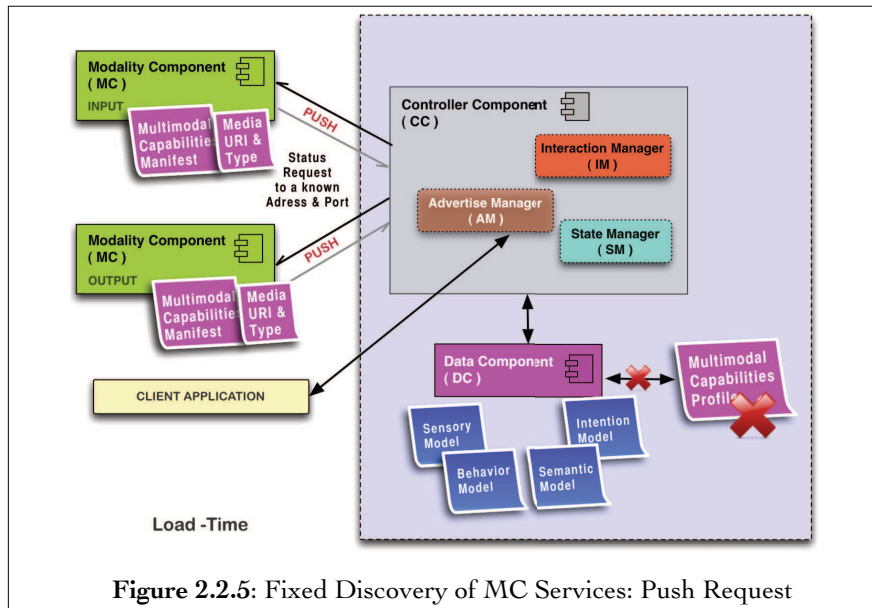 Modality Component
( MC )
INPUT
Multimodal
Capabilities
Manifest
Media
URI &
Type
PUSH
Status
Request
to a known
Adress & Port
Modality Component
( MC )
OUTPUT
Multimodal
Capabilities
Manifest
Media
URI &
Type
PUSH
CLIENT APPLICATION
Load -Time
Controller Component
( CC )
Interaction Manager
( IM )
Advertise Manager
( AM )
State Manager
( SM )
Data Component
( DC )
Multimodal
Capabilities
Profile
Sensory
Model
Behavior
Model
Semantic
Model
Intention
Model
Figure 2.2.5: Fixed Discovery of MC Services: Push Request